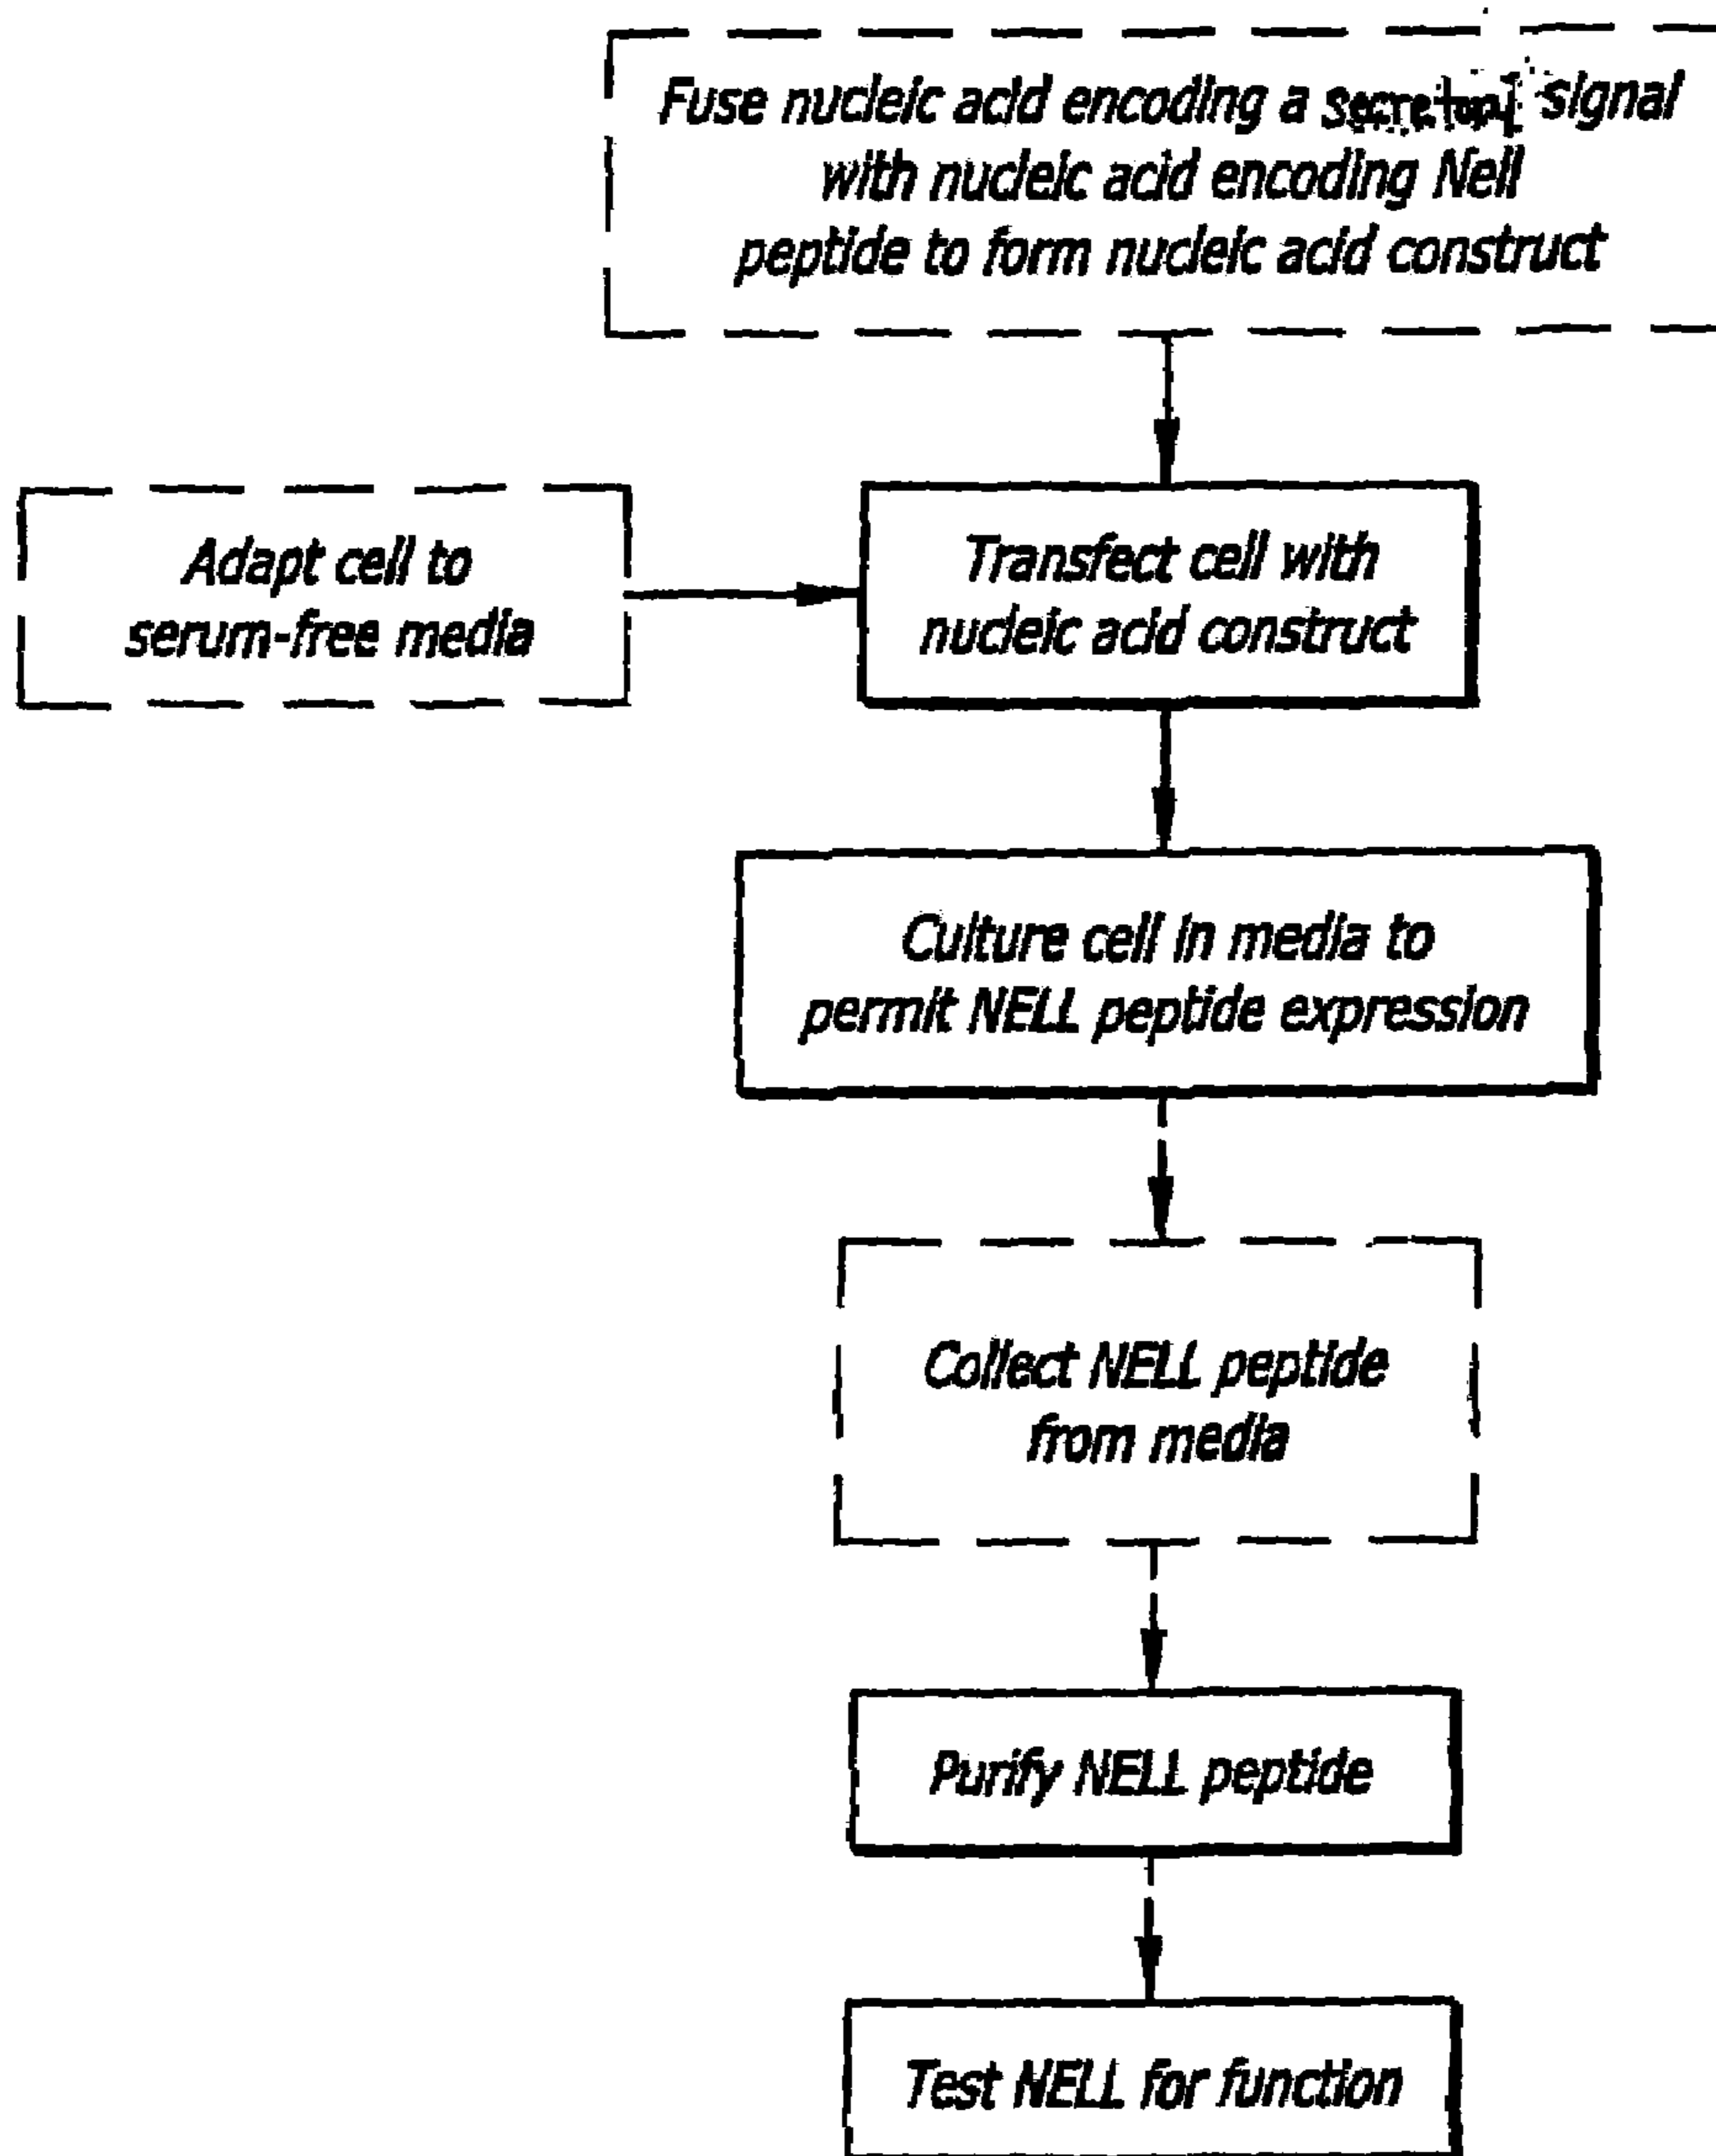 Fuse nucleic acid encoding a signal
with nucleic acid encoding Nell
peptide to form nucleic acid construct
Adapt cell to
serum-free media
Transfect cell with
nucleic acid construct
Culture cell in media to
permit NELL peptide expression
Collect NELL peptide
from media
Purify NELL peptide
Test NELL for function